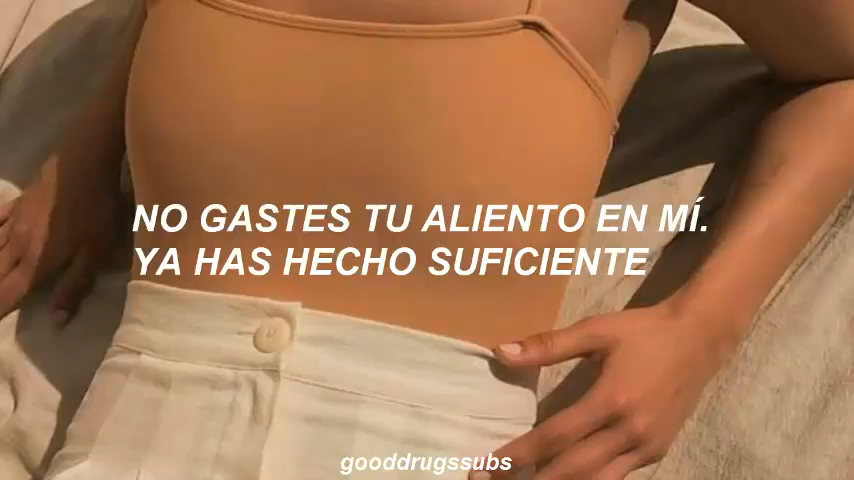 NO GASTES TU ALIENTO EN MÍ.
YA HAS HECHO SUFICIENTE
gooddrugssubs